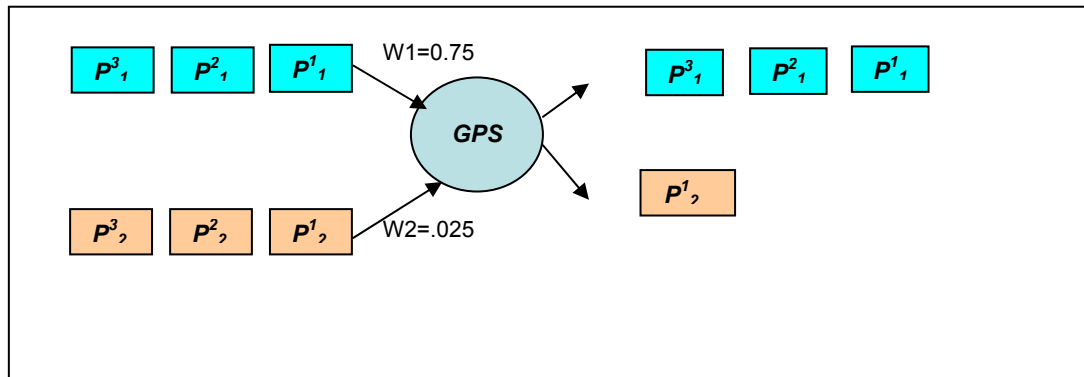 W1=0.75
P³₁ P²₁ P¹₁ P³₁ P²₁ P¹₁
GPS
P¹₂
P³₂ P²₂ P¹₂ W2=.025